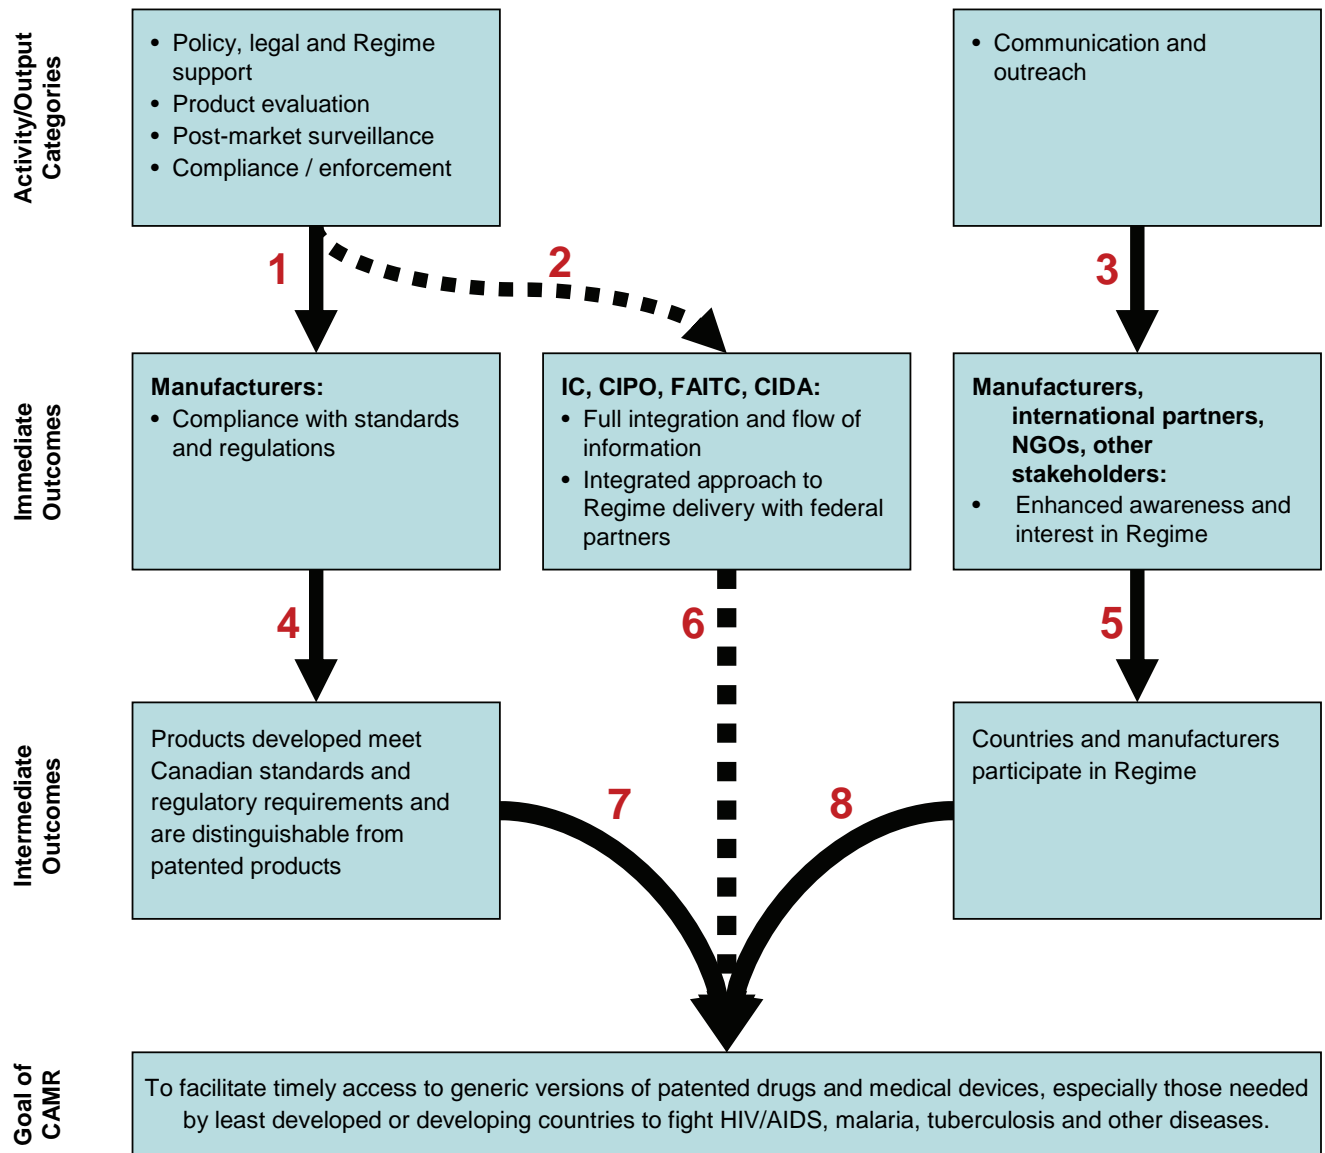 Activity/Output
Categories
• Policy, legal and Regime
support
• Product evaluation
• Post-market surveillance
• Compliance / enforcement
• Communication and
outreach
1
2
3
Immediate
Outcomes
Manufacturers:
• Compliance with standards
and regulations
IC, CIPO, FAITC, CIDA:
• Full integration and flow of
information
• Integrated approach to
Regime delivery with federal
partners
Manufacturers,
international partners,
NGOs, other
stakeholders:
• Enhanced awareness and
interest in Regime
4
6
5
Intermediate
Outcomes
Products developed meet
Canadian standards and
regulatory requirements and
are distinguishable from
patented products
7
8
Countries and manufacturers
participate in Regime
Goal of
CAMR
To facilitate timely access to generic versions of patented drugs and medical devices, especially those needed
by least developed or developing countries to fight HIV/AIDS, malaria, tuberculosis and other diseases.